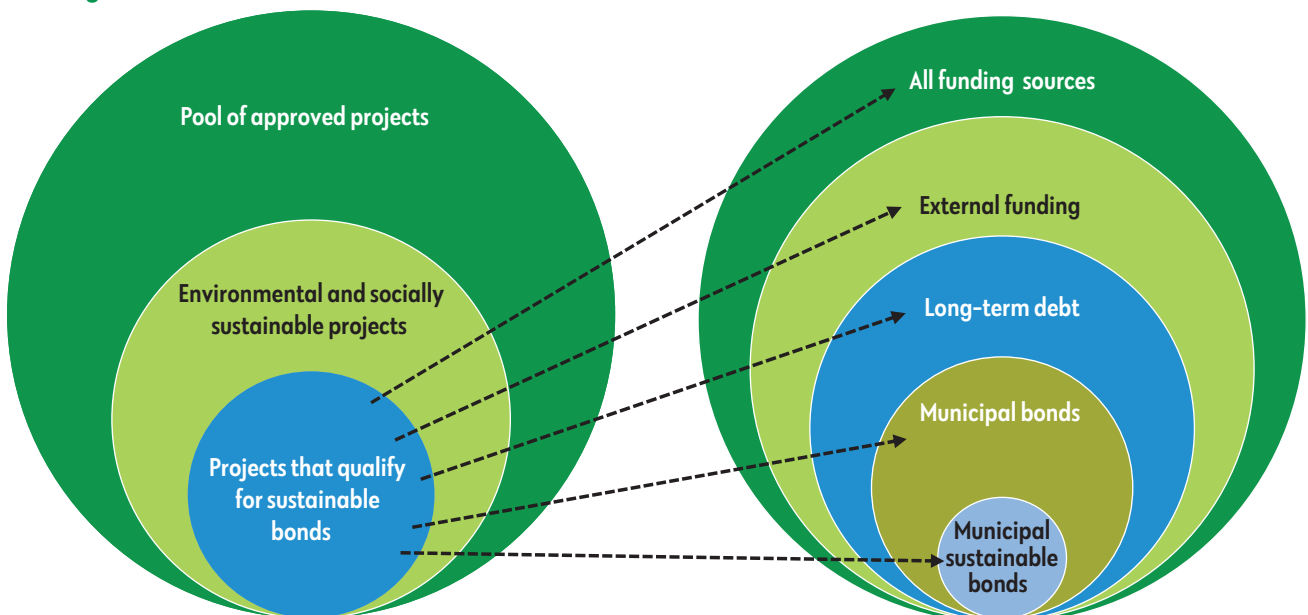 Pool of approved projects
Environmental and socially
sustainable projects
Projects that qualify
for sustainable
bonds
All funding sources
External funding
Long-term debt
Municipal bonds
Municipal
sustainable
bonds